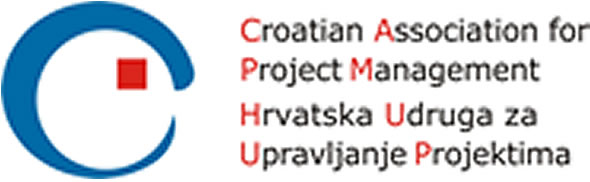 Croatian Association for
Project Management
Hrvatska Udruga za
Upravljanje Projektima